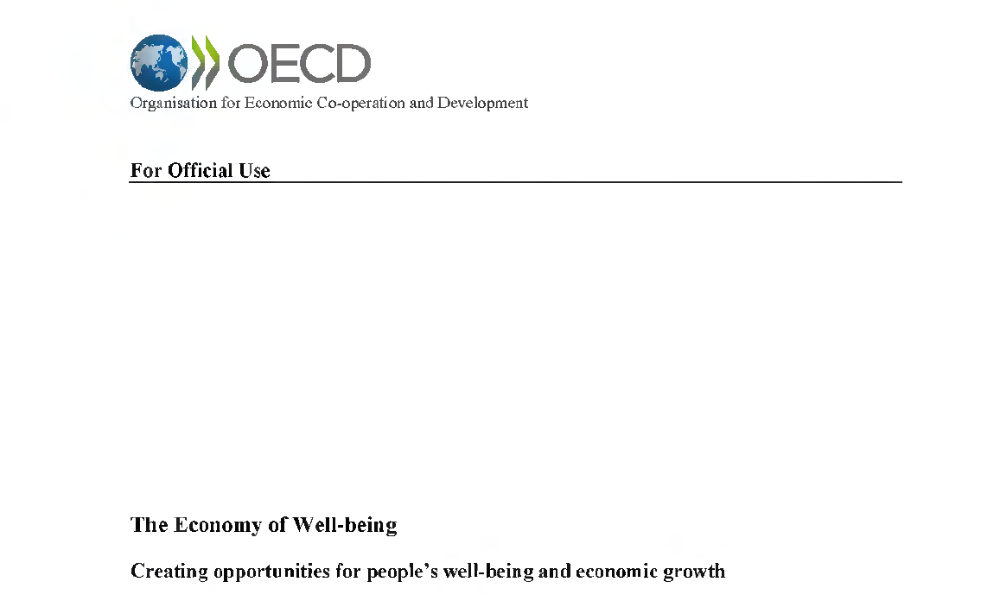 OECD
Organisation for Economic Co-operation and Development
For Official Use
The Economy of Well-being
Creating opportunities for people’s well-being and economic growth